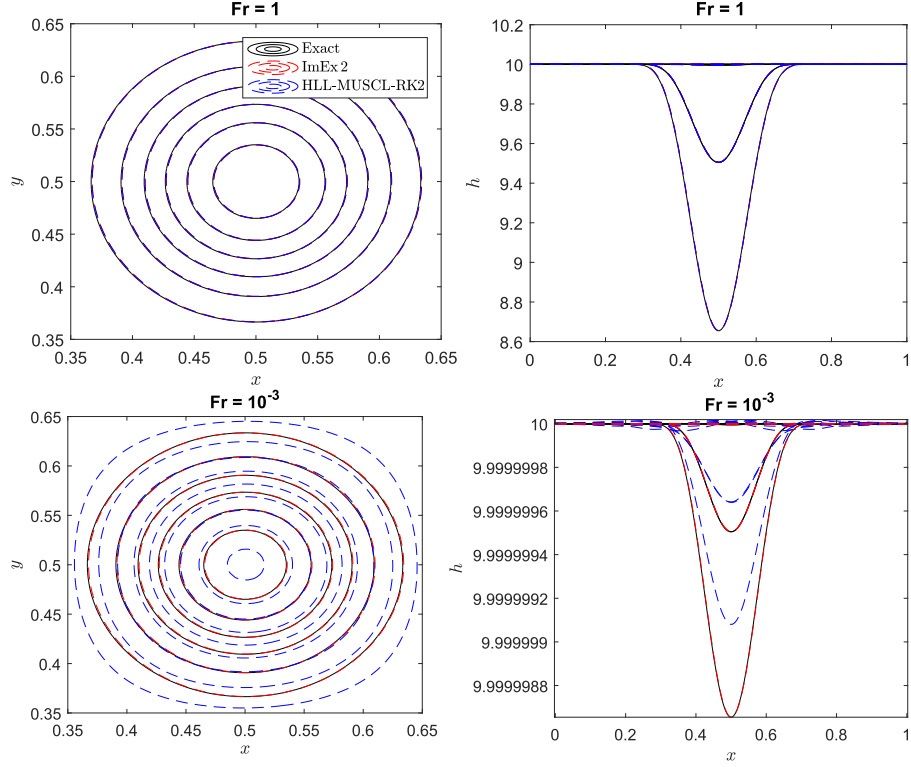 Fr = 1
0.65
0.6
0.55
0.5
0.45
0.4
0.35
y
Exact
ImEx 2
HLL-MUSCL-RK2
0.35 0.4 0.45 0.5 0.55 0.6 0.65
x
Fr = 1
10.2
10
9.8
9.6
9.4
9.2
9
8.8
8.6
h
0 0.2 0.4 0.6 0.8 1
x
Fr = 10^-3
0.65
0.6
0.55
0.5
0.45
0.4
0.35
y
0.35 0.4 0.45 0.5 0.55 0.6 0.65
x
Fr = 10^-3
10
9.9999998
9.9999996
9.9999994
9.9999992
9.999999
9.9999988
h
0 0.2 0.4 0.6 0.8 1
x